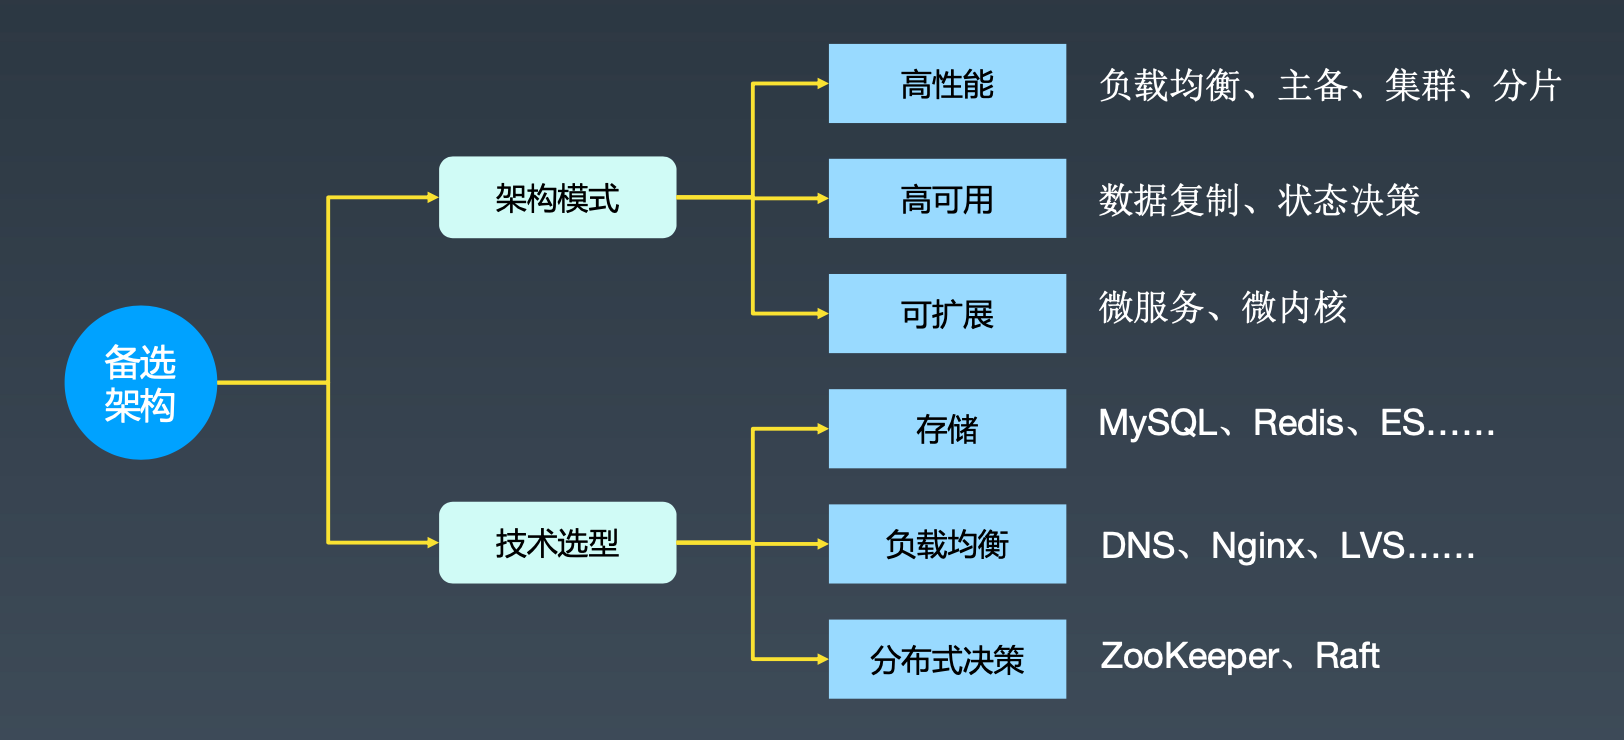 备选
架构
架构模式
高性能
负载均衡、主备、集群、分片
高可用
数据复制、状态决策
可扩展
微服务、微内核
技术选型
存储
MySQL、Redis、ES……
负载均衡
DNS、Nginx、LVS……
分布式决策
ZooKeeper、Raft